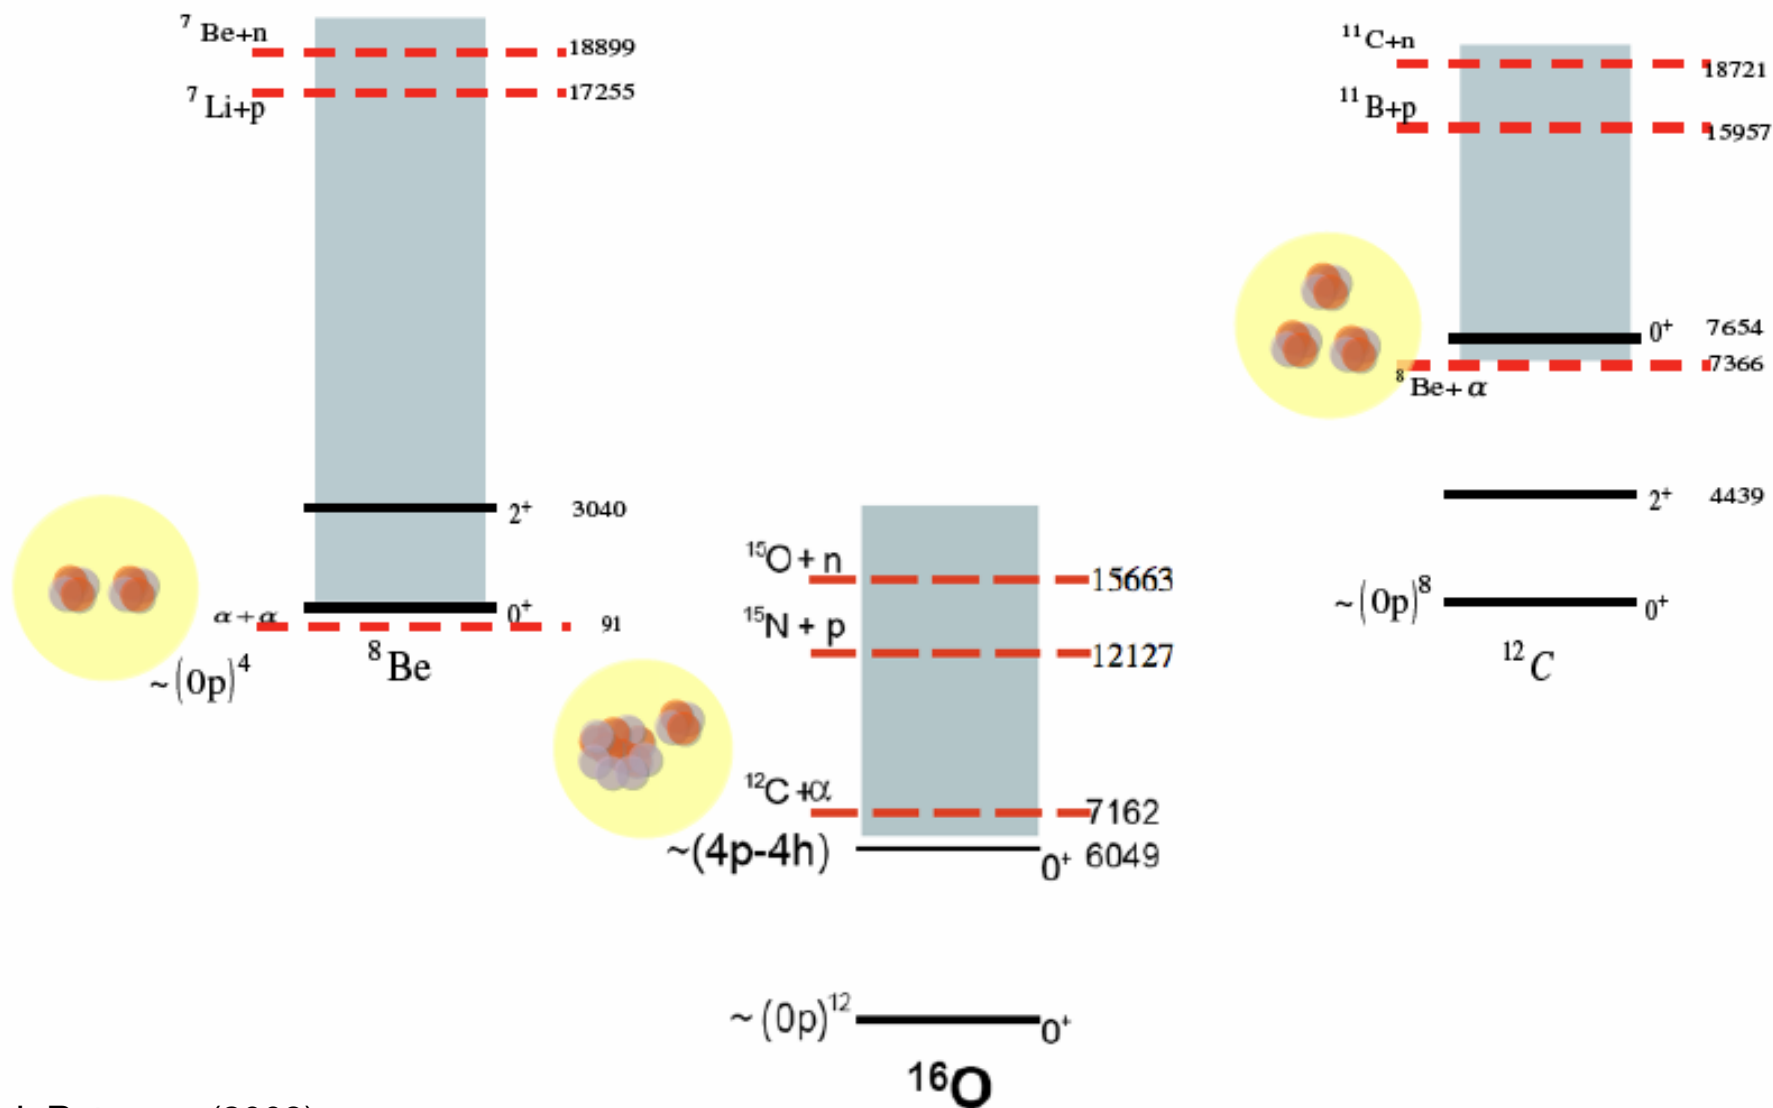 ⁷Be+n
18899
⁷Li+p
17255
2⁺ 3040
α+α
0⁺
91
~(0p)⁴
⁸Be
¹⁵O+n
15663
¹⁵N + p
12127
¹²C+α
7162
~(4p-4h)
0⁺ 6049
~(0p)¹²
0⁺
¹⁶O
¹¹C+n
18721
¹¹B+p
15957
0⁺ 7654
7366
⁸Be+α
2⁺ 4439
~(0p)⁸
0⁺
¹²C